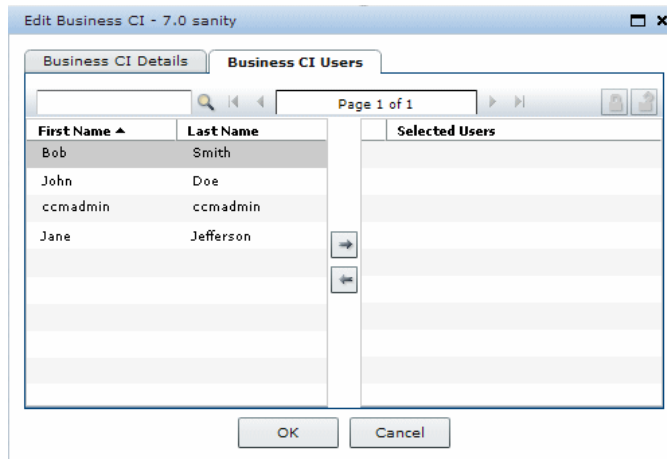 Edit Business CI - 7.0 sanity
Business CI Details Business CI Users
Page 1 of 1
First Name Last Name Selected Users
Bob Smith
John Doe
ccmadmin ccmadmin
Jane Jefferson
OK Cancel